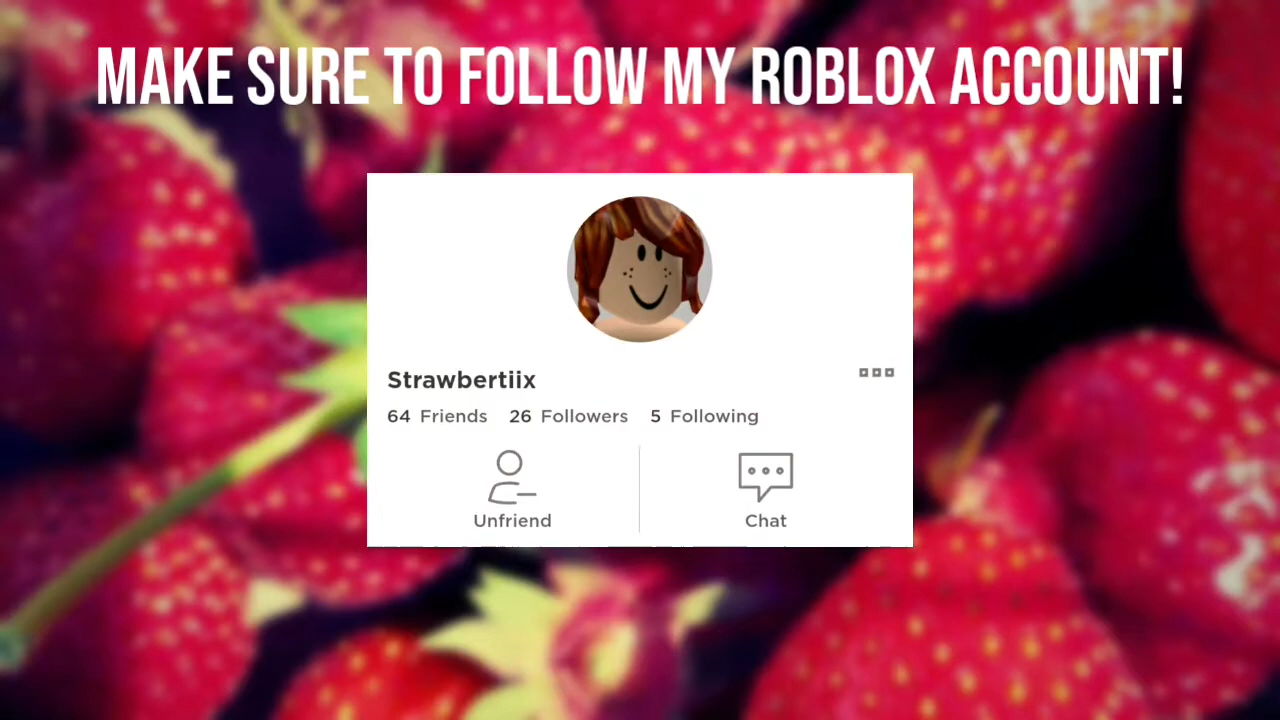 MAKE SURE TO FOLLOW MY ROBLOX ACCOUNT!
Strawbertiix
64 Friends 26 Followers 5 Following
Unfriend Chat